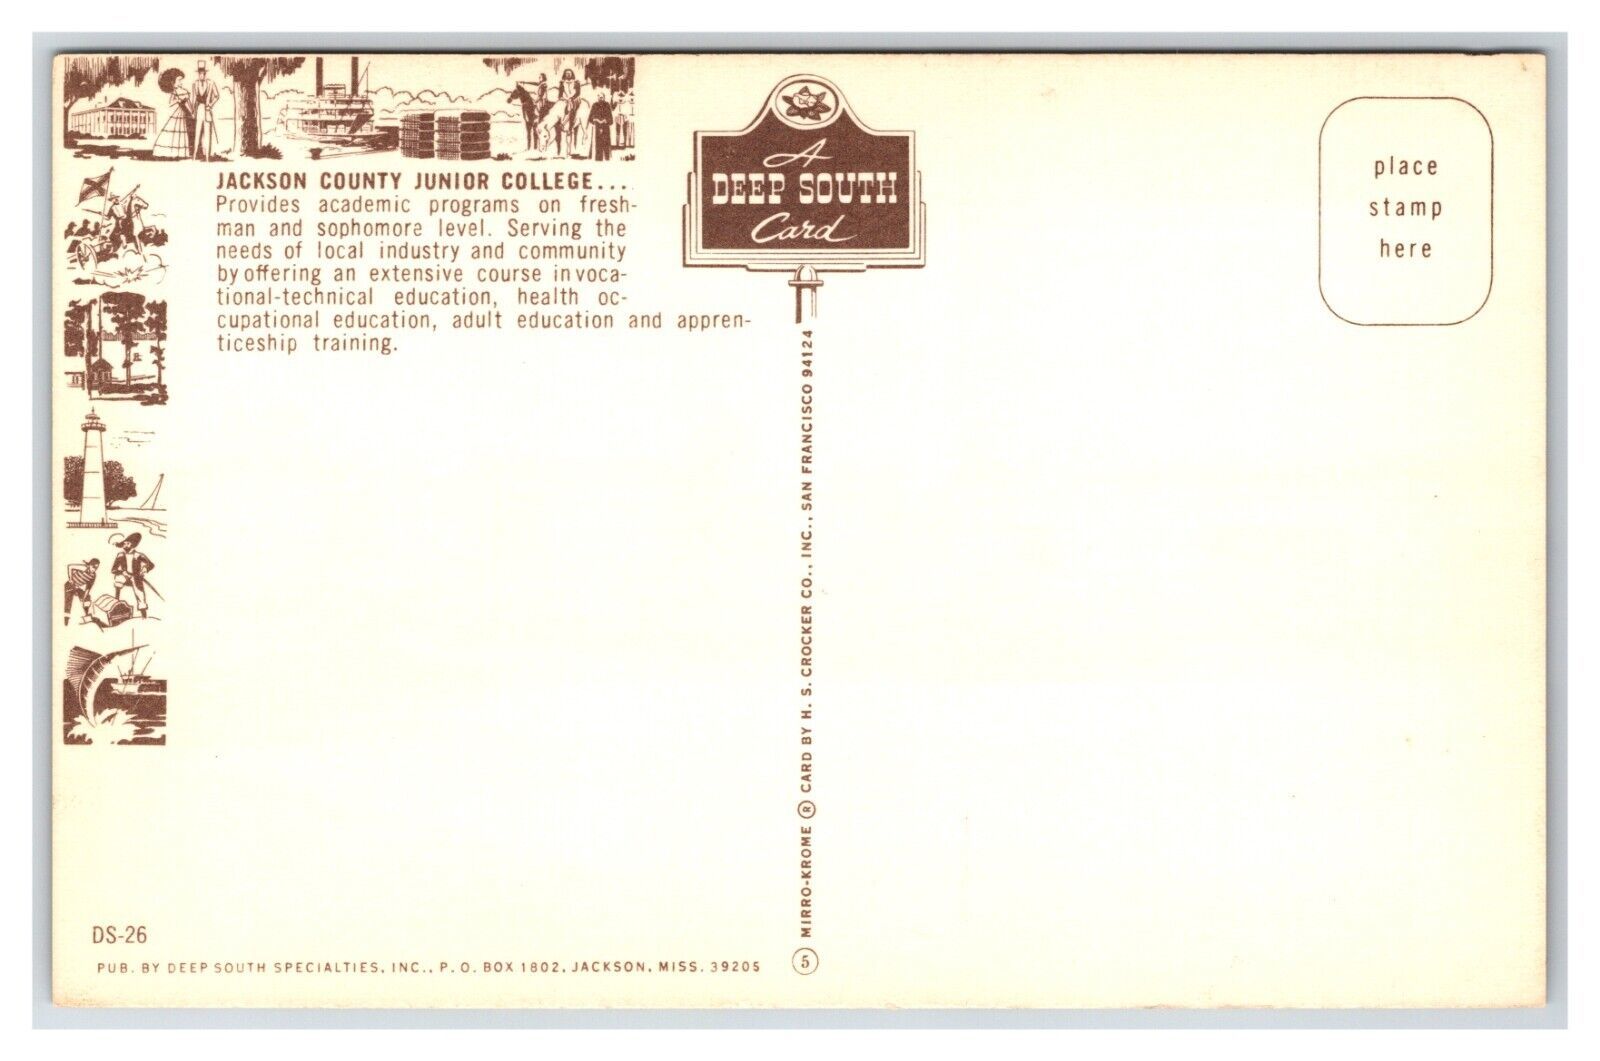 JACKSON COUNTY JUNIOR COLLEGE....
Provides academic programs on fresh-
man and sophomore level. Serving the
needs of local industry and community
by offering an extensive course in voca-
tional-technical education, health oc-
cupational education, adult education and appren-
ticeship training.
A
DEEP SOUTH
Card
place
stamp
here
MIRRO-KROME ® CARD BY H. S. CROCKER CO., INC., SAN FRANCISCO 94124
5
DS-26
PUB. BY DEEP SOUTH SPECIALTIES, INC., P. O. BOX 1802, JACKSON, MISS. 39205